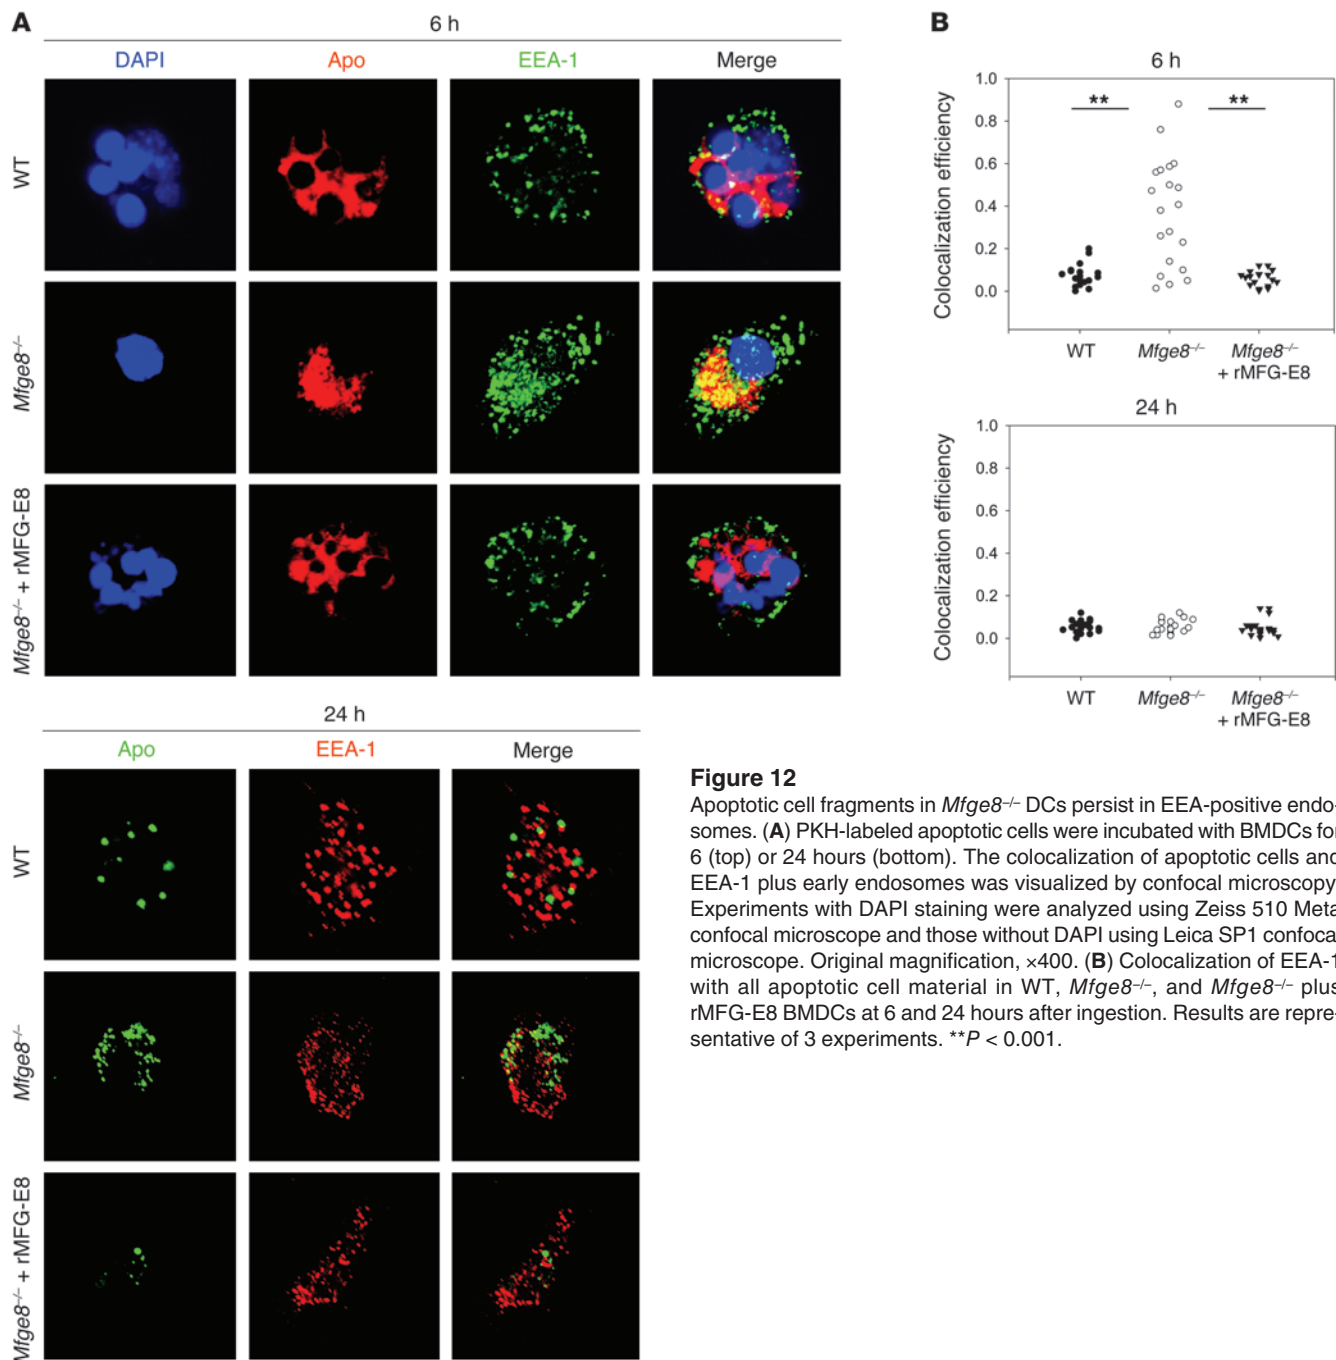 A
6 h
DAPI Apo EEA-1 Merge
WT
Mfge8–/–
Mfge8–/– + rMFG-E8
24 h
Apo EEA-1 Merge
WT
Mfge8–/–
Mfge8–/– + rMFG-E8
B
6 h
Colocalization efficiency
1.0
0.8
0.6
0.4
0.2
0.0
** **
WT Mfge8–/– Mfge8–/–
+ rMFG-E8
24 h
Colocalization efficiency
1.0
0.8
0.6
0.4
0.2
0.0
WT Mfge8–/– Mfge8–/–
+ rMFG-E8
Figure 12
Apoptotic cell fragments in Mfge8–/– DCs persist in EEA-positive endo-
somes. (A) PKH-labeled apoptotic cells were incubated with BMDCs for
6 (top) or 24 hours (bottom). The colocalization of apoptotic cells and
EEA-1 plus early endosomes was visualized by confocal microscopy
Experiments with DAPI staining were analyzed using Zeiss 510 Meta
confocal microscope and those without DAPI using Leica SP1 confoca
microscope. Original magnification, ×400. (B) Colocalization of EEA-1
with all apoptotic cell material in WT, Mfge8–/–, and Mfge8–/– plus
rMFG-E8 BMDCs at 6 and 24 hours after ingestion. Results are repre-
sentative of 3 experiments. **P < 0.001.